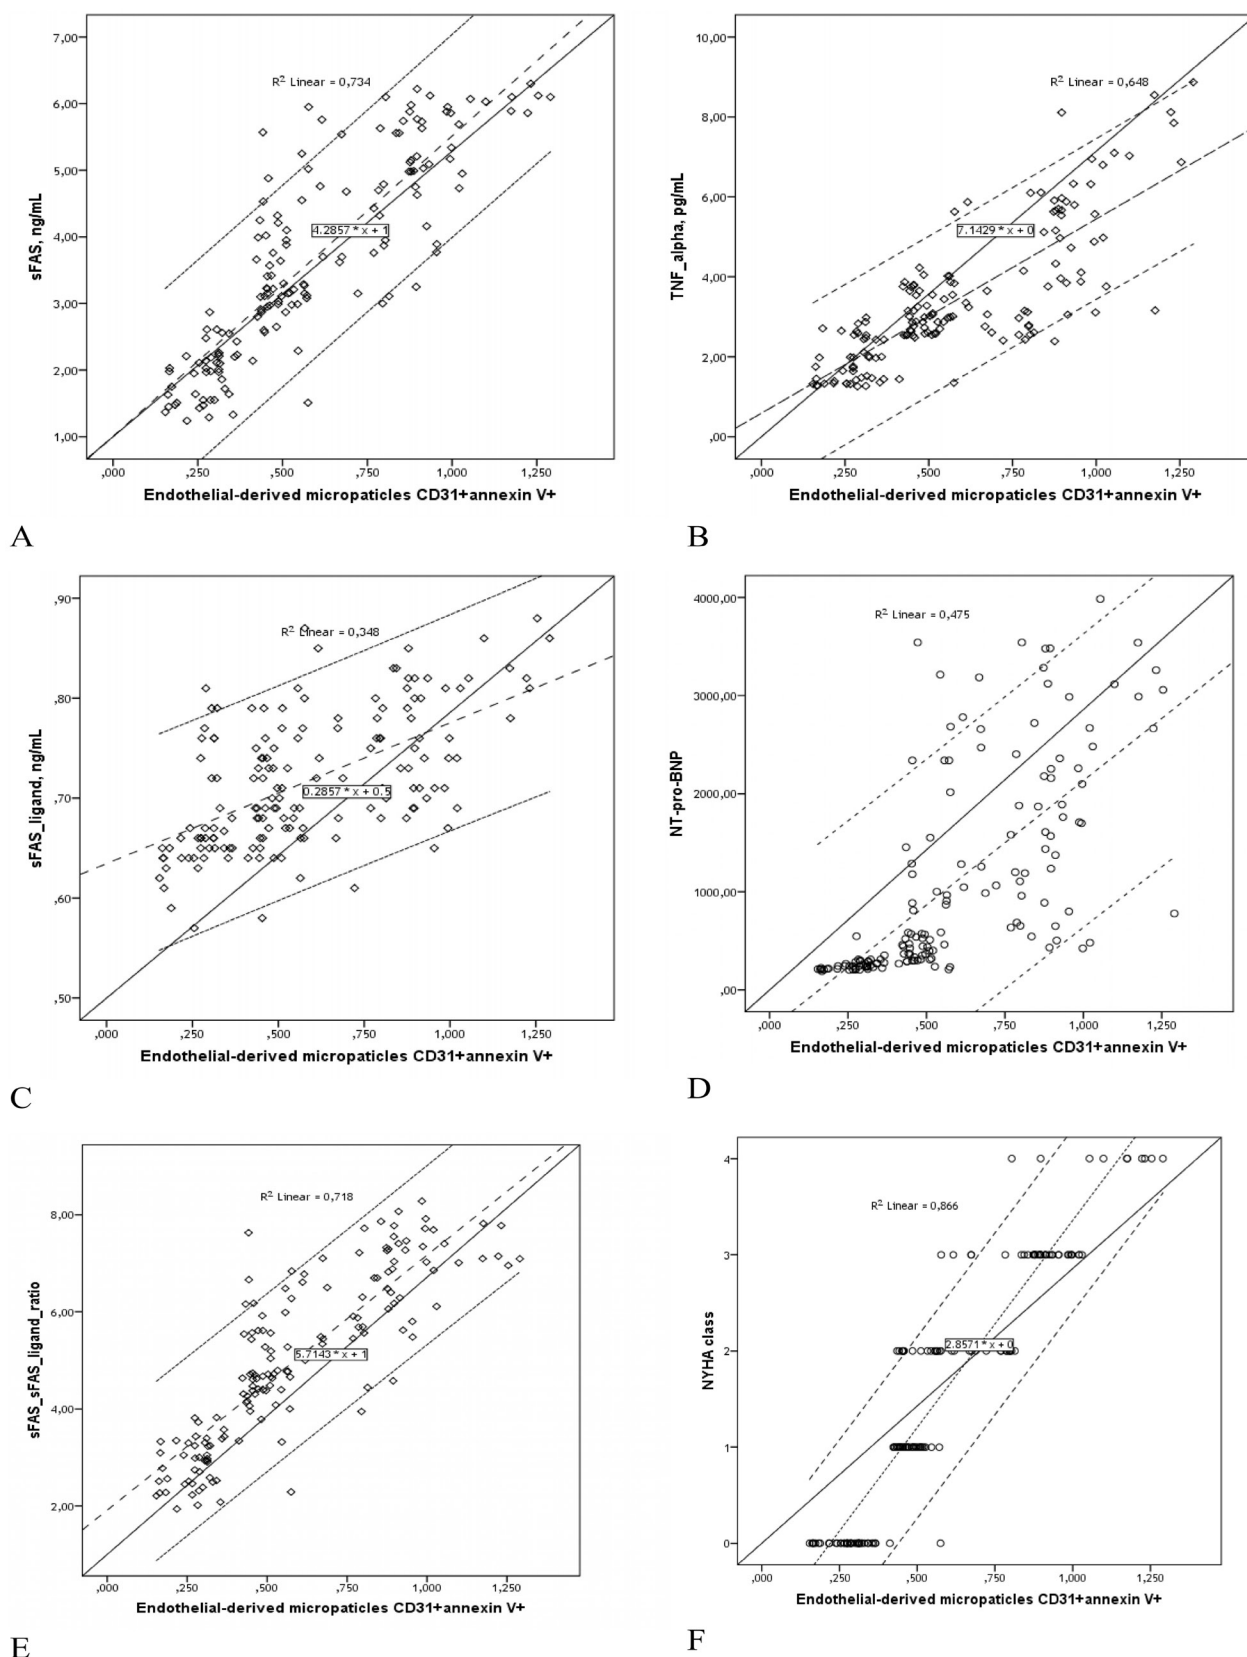 7,00
6,00
5,00
4,00
3,00
2,00
1,00
sFAS, ng/mL
R2 Linear = 0,734
4.2857 * x + 1
,000 ,250 ,500 ,750 1,000 1,250
Endothelial-derived micropaticles CD31+annexin V+
A
10,00
8,00
6,00
4,00
2,00
,00
TNF_alpha, pg/mL
R2 Linear = 0,648
7.1429 * x + 0
,000 ,250 ,500 ,750 1,000 1,250
Endothelial-derived micropaticles CD31+annexin V+
B
,90
,80
,70
,60
,50
sFAS_ligand, ng/mL
R2 Linear = 0,348
0.2857 * x + 0.5
,000 ,250 ,500 ,750 1,000 1,250
Endothelial-derived micropaticles CD31+annexin V+
C
4000,00
3000,00
2000,00
1000,00
,00
NT-pro-BNP
R2 Linear = 0,475
,000 ,250 ,500 ,750 1,000 1,250
Endothelial-derived micropaticles CD31+annexin V+
D
8,00
6,00
4,00
2,00
sFAS_sFAS_ligand_ratio
R2 Linear = 0,718
5.7143 * x + 1
,000 ,250 ,500 ,750 1,000 1,250
Endothelial-derived micropaticles CD31+annexin V+
E
4
3
2
1
0
NYHA class
R2 Linear = 0,866
2.8571 * x + 0
,000 ,250 ,500 ,750 1,000 1,250
Endothelial-derived micropaticles CD31+annexin V+
F